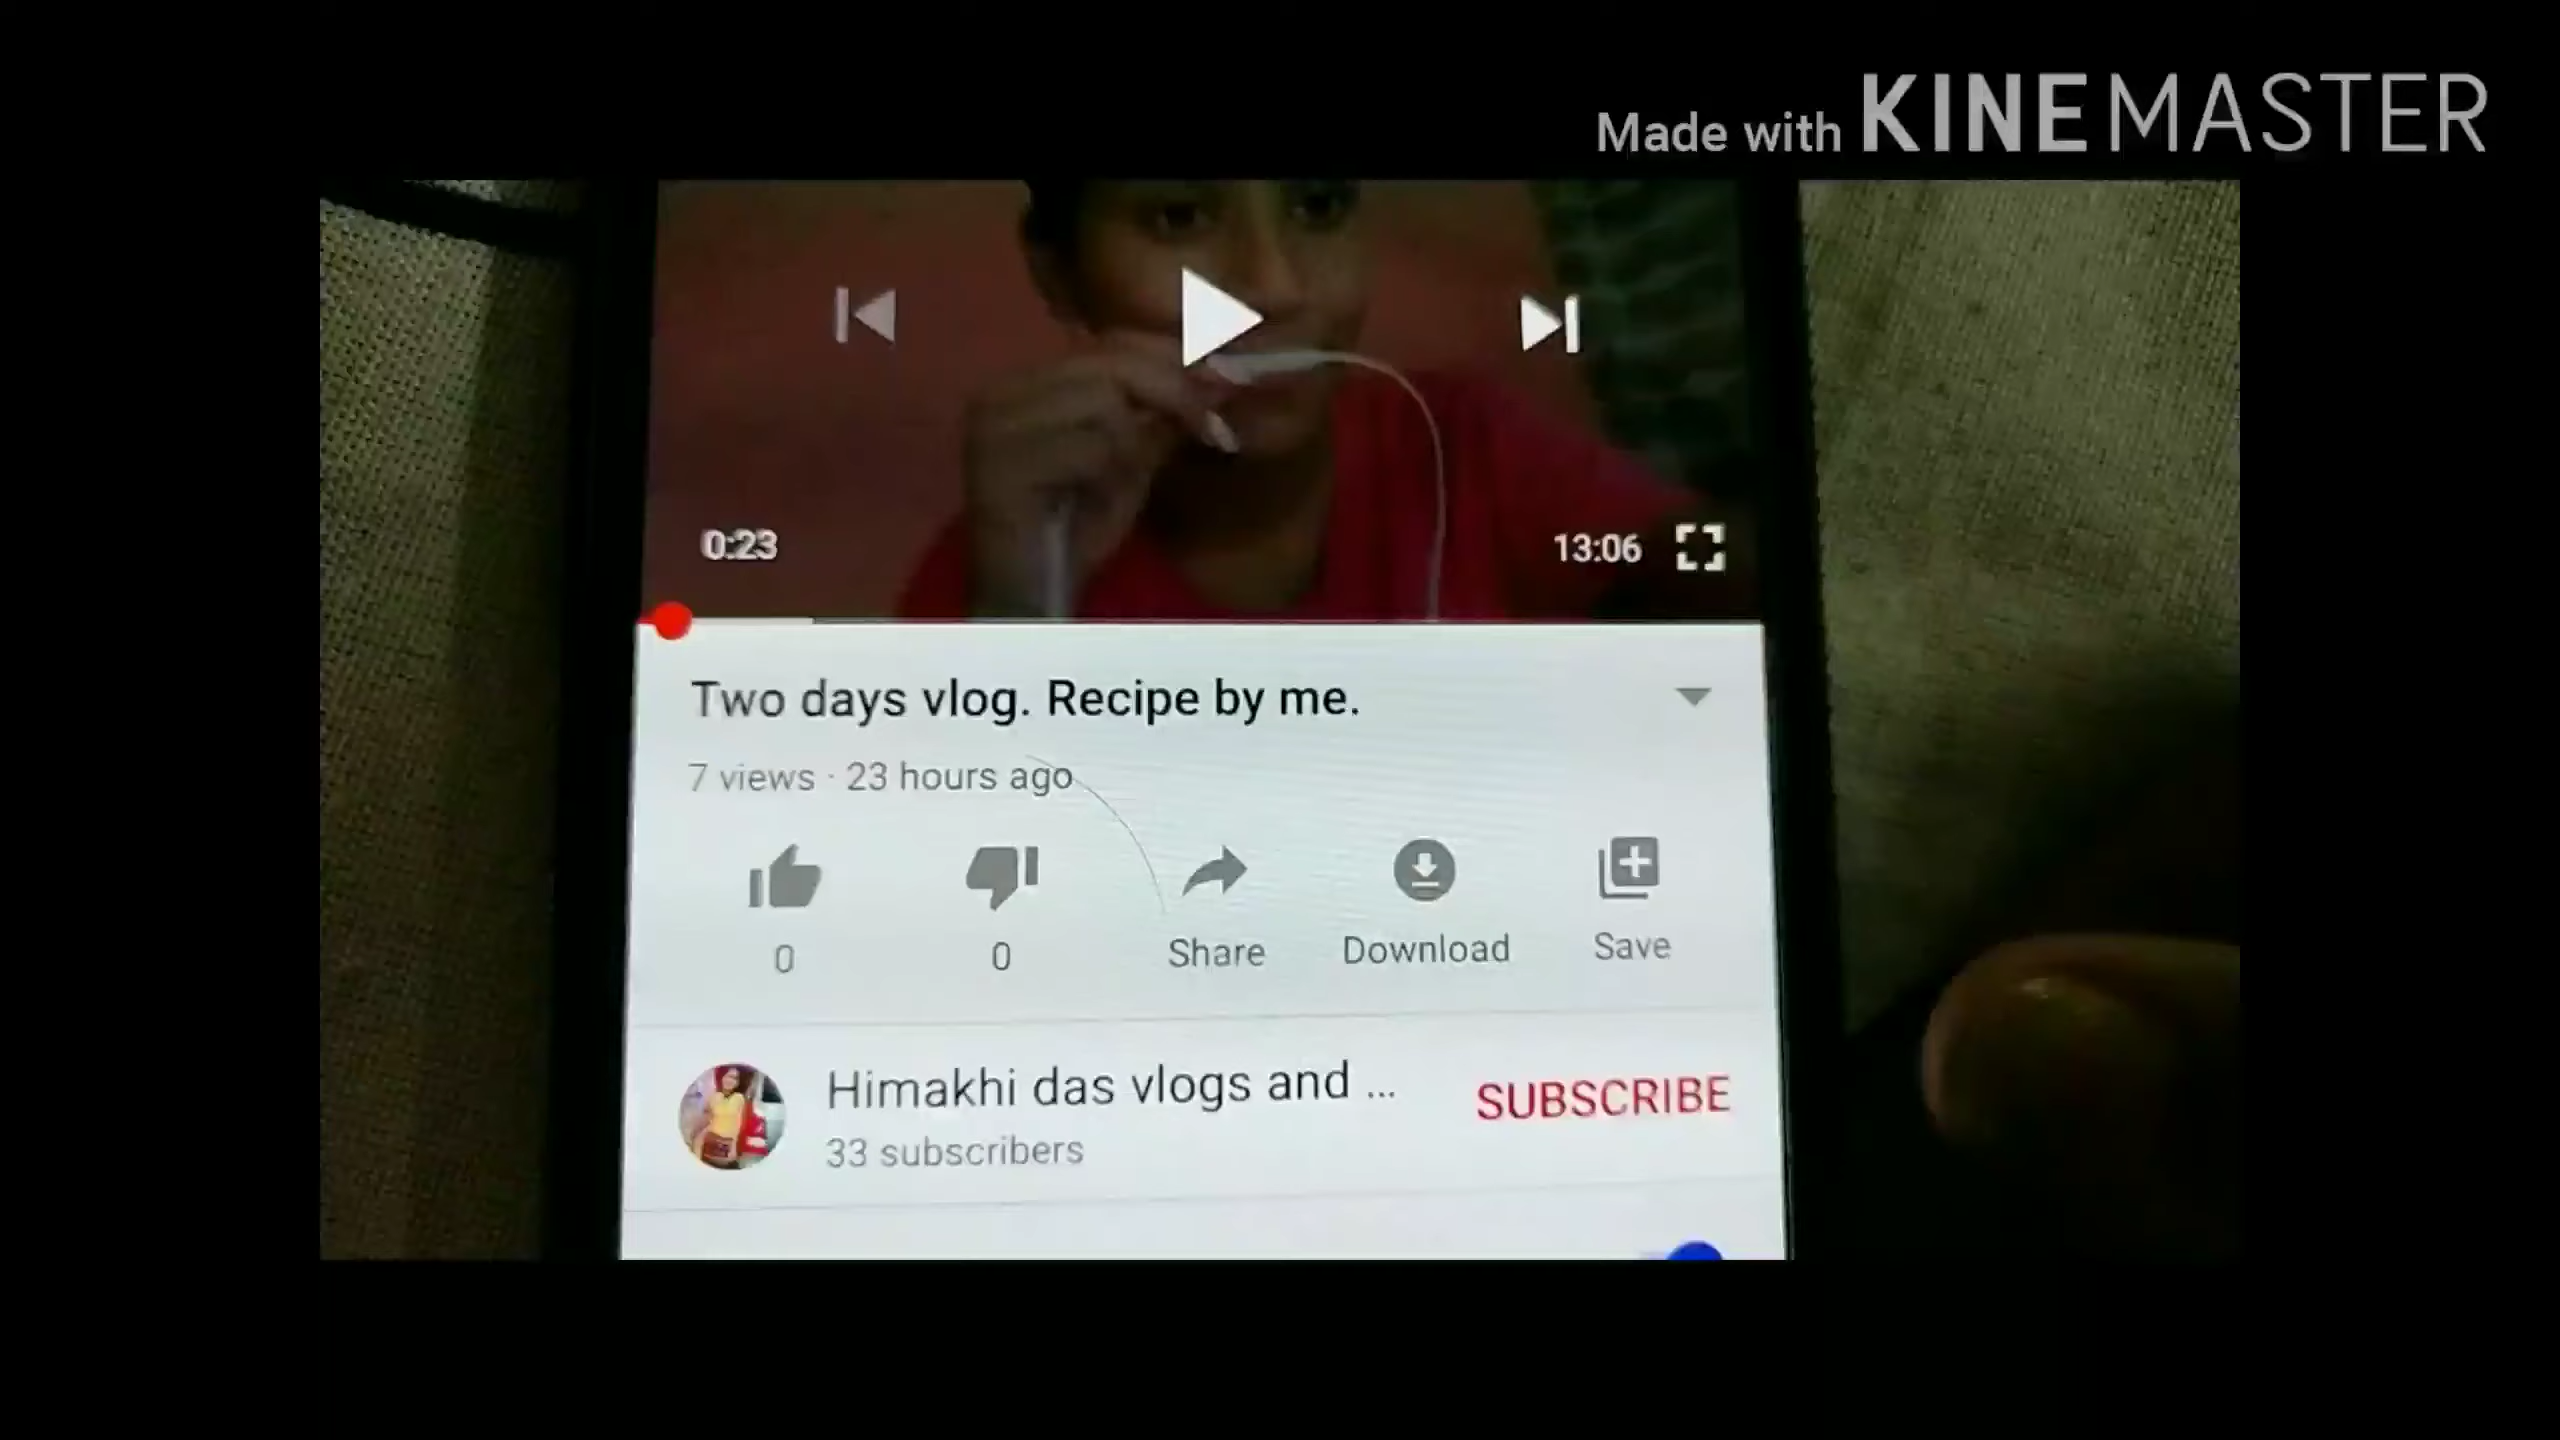 Made with KINEMASTER
0:23
13:06
Two days vlog. Recipe by me.
7 views · 23 hours ago
0
0
Share
Download
Save
Himakhi das vlogs and ...
SUBSCRIBE
33 subscribers